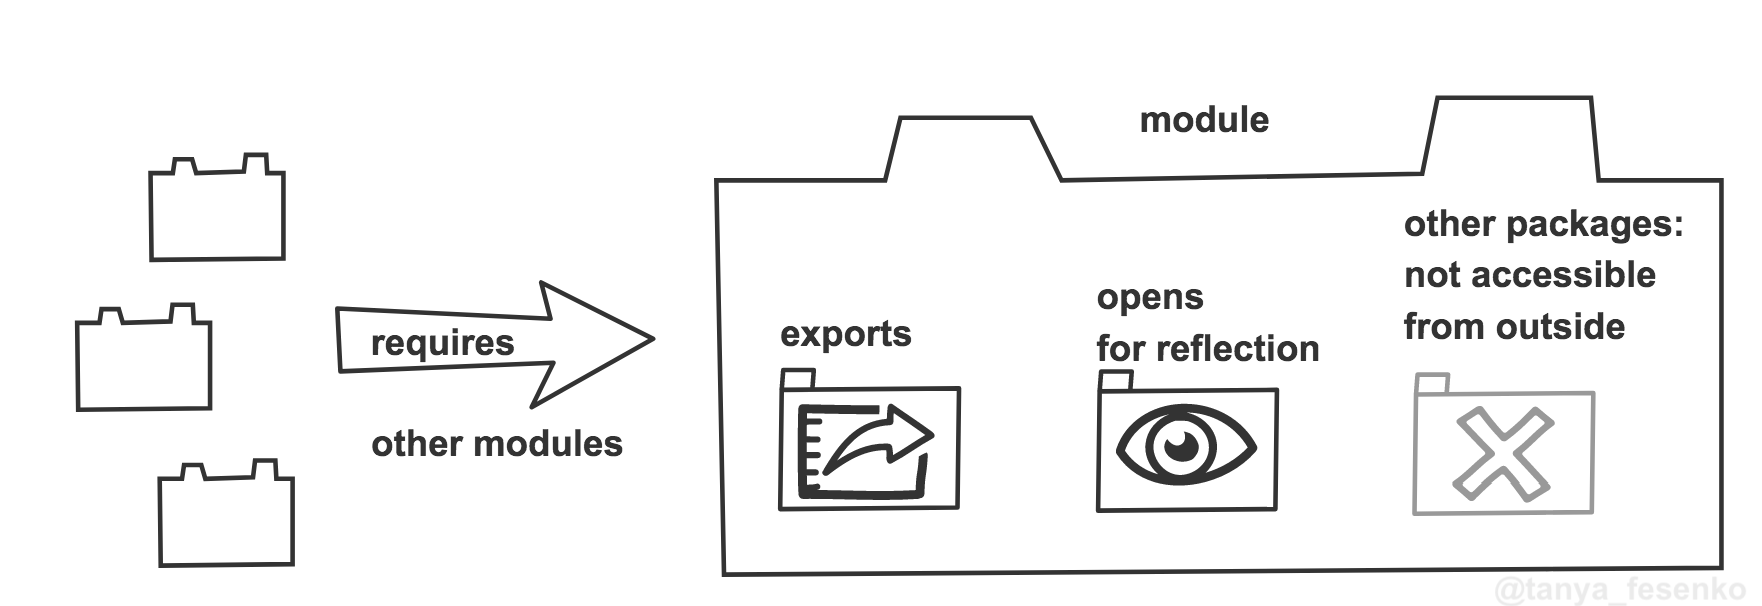 module
other packages:
not accessible
from outside
opens
for reflection
exports
requires
other modules
@tanya_fesenko